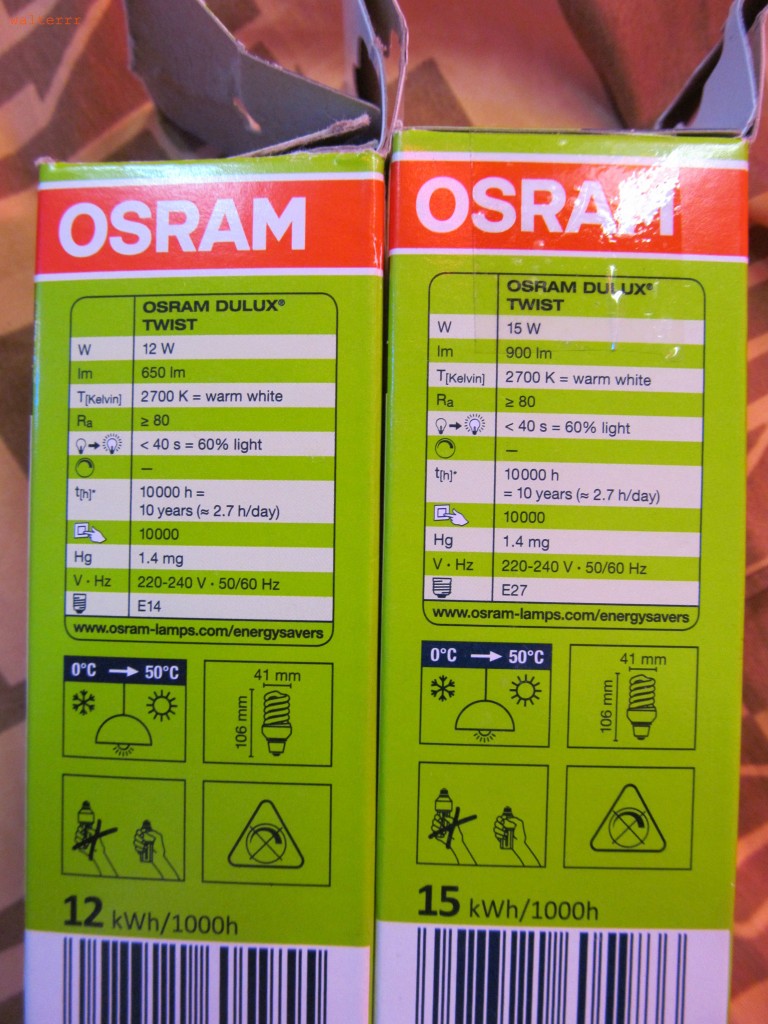 walkerrr
OSRAM
OSRAM DULUX®
TWIST
W 12 W
lm 650 lm
T[Kelvin] 2700 K = warm white
Ra ≥ 80
< 40 s = 60% light
–
t[h]* 10000 h =
10 years (≈ 2.7 h/day)
10000
Hg 1.4 mg
V · Hz 220-240 V · 50/60 Hz
E14
www.osram-lamps.com/energysavers
0°C → 50°C
41 mm
106 mm
12 kWh/1000h
OSRAM
OSRAM DULUX®
TWIST
W 15 W
lm 900 lm
T[Kelvin] 2700 K = warm white
Ra ≥ 80
< 40 s = 60% light
–
t[h]* 10000 h
= 10 years (≈ 2.7 h/day)
10000
Hg 1.4 mg
V · Hz 220-240 V · 50/60 Hz
E27
www.osram-lamps.com/energysavers
0°C → 50°C
41 mm
106 mm
15 kWh/1000h